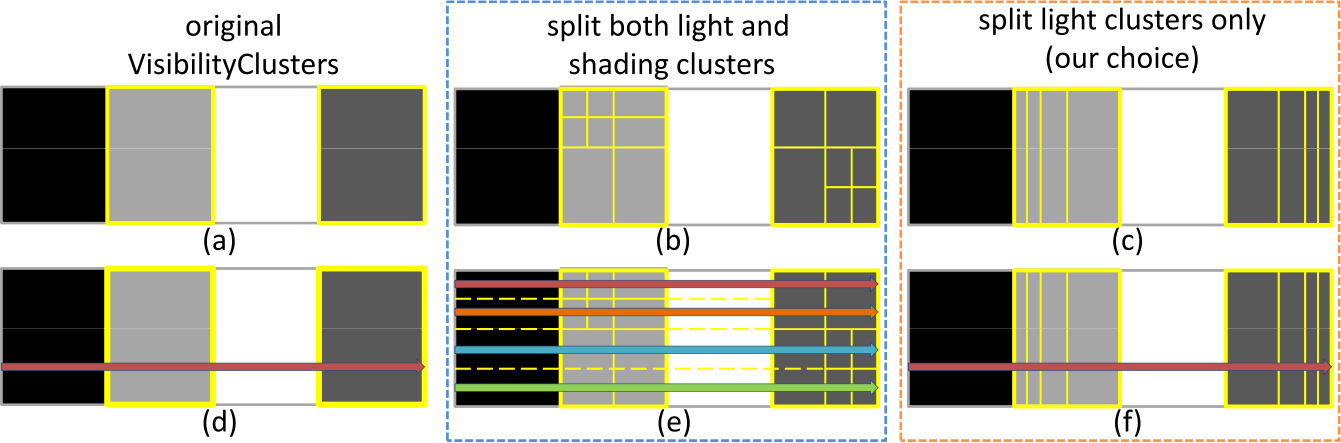 original
VisibilityClusters
split both light and
shading clusters
split light clusters only
(our choice)
(a)
(b)
(c)
(d)
(e)
(f)